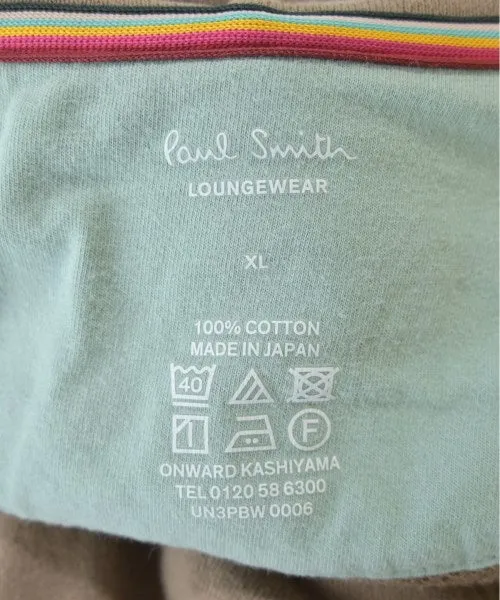 Paul Smith
LOUNGEWEAR
XL
100% COTTON
MADE IN JAPAN
40
F
ONWARD KASHIYAMA
TEL 0120 58 6300
UN3PBW 0006